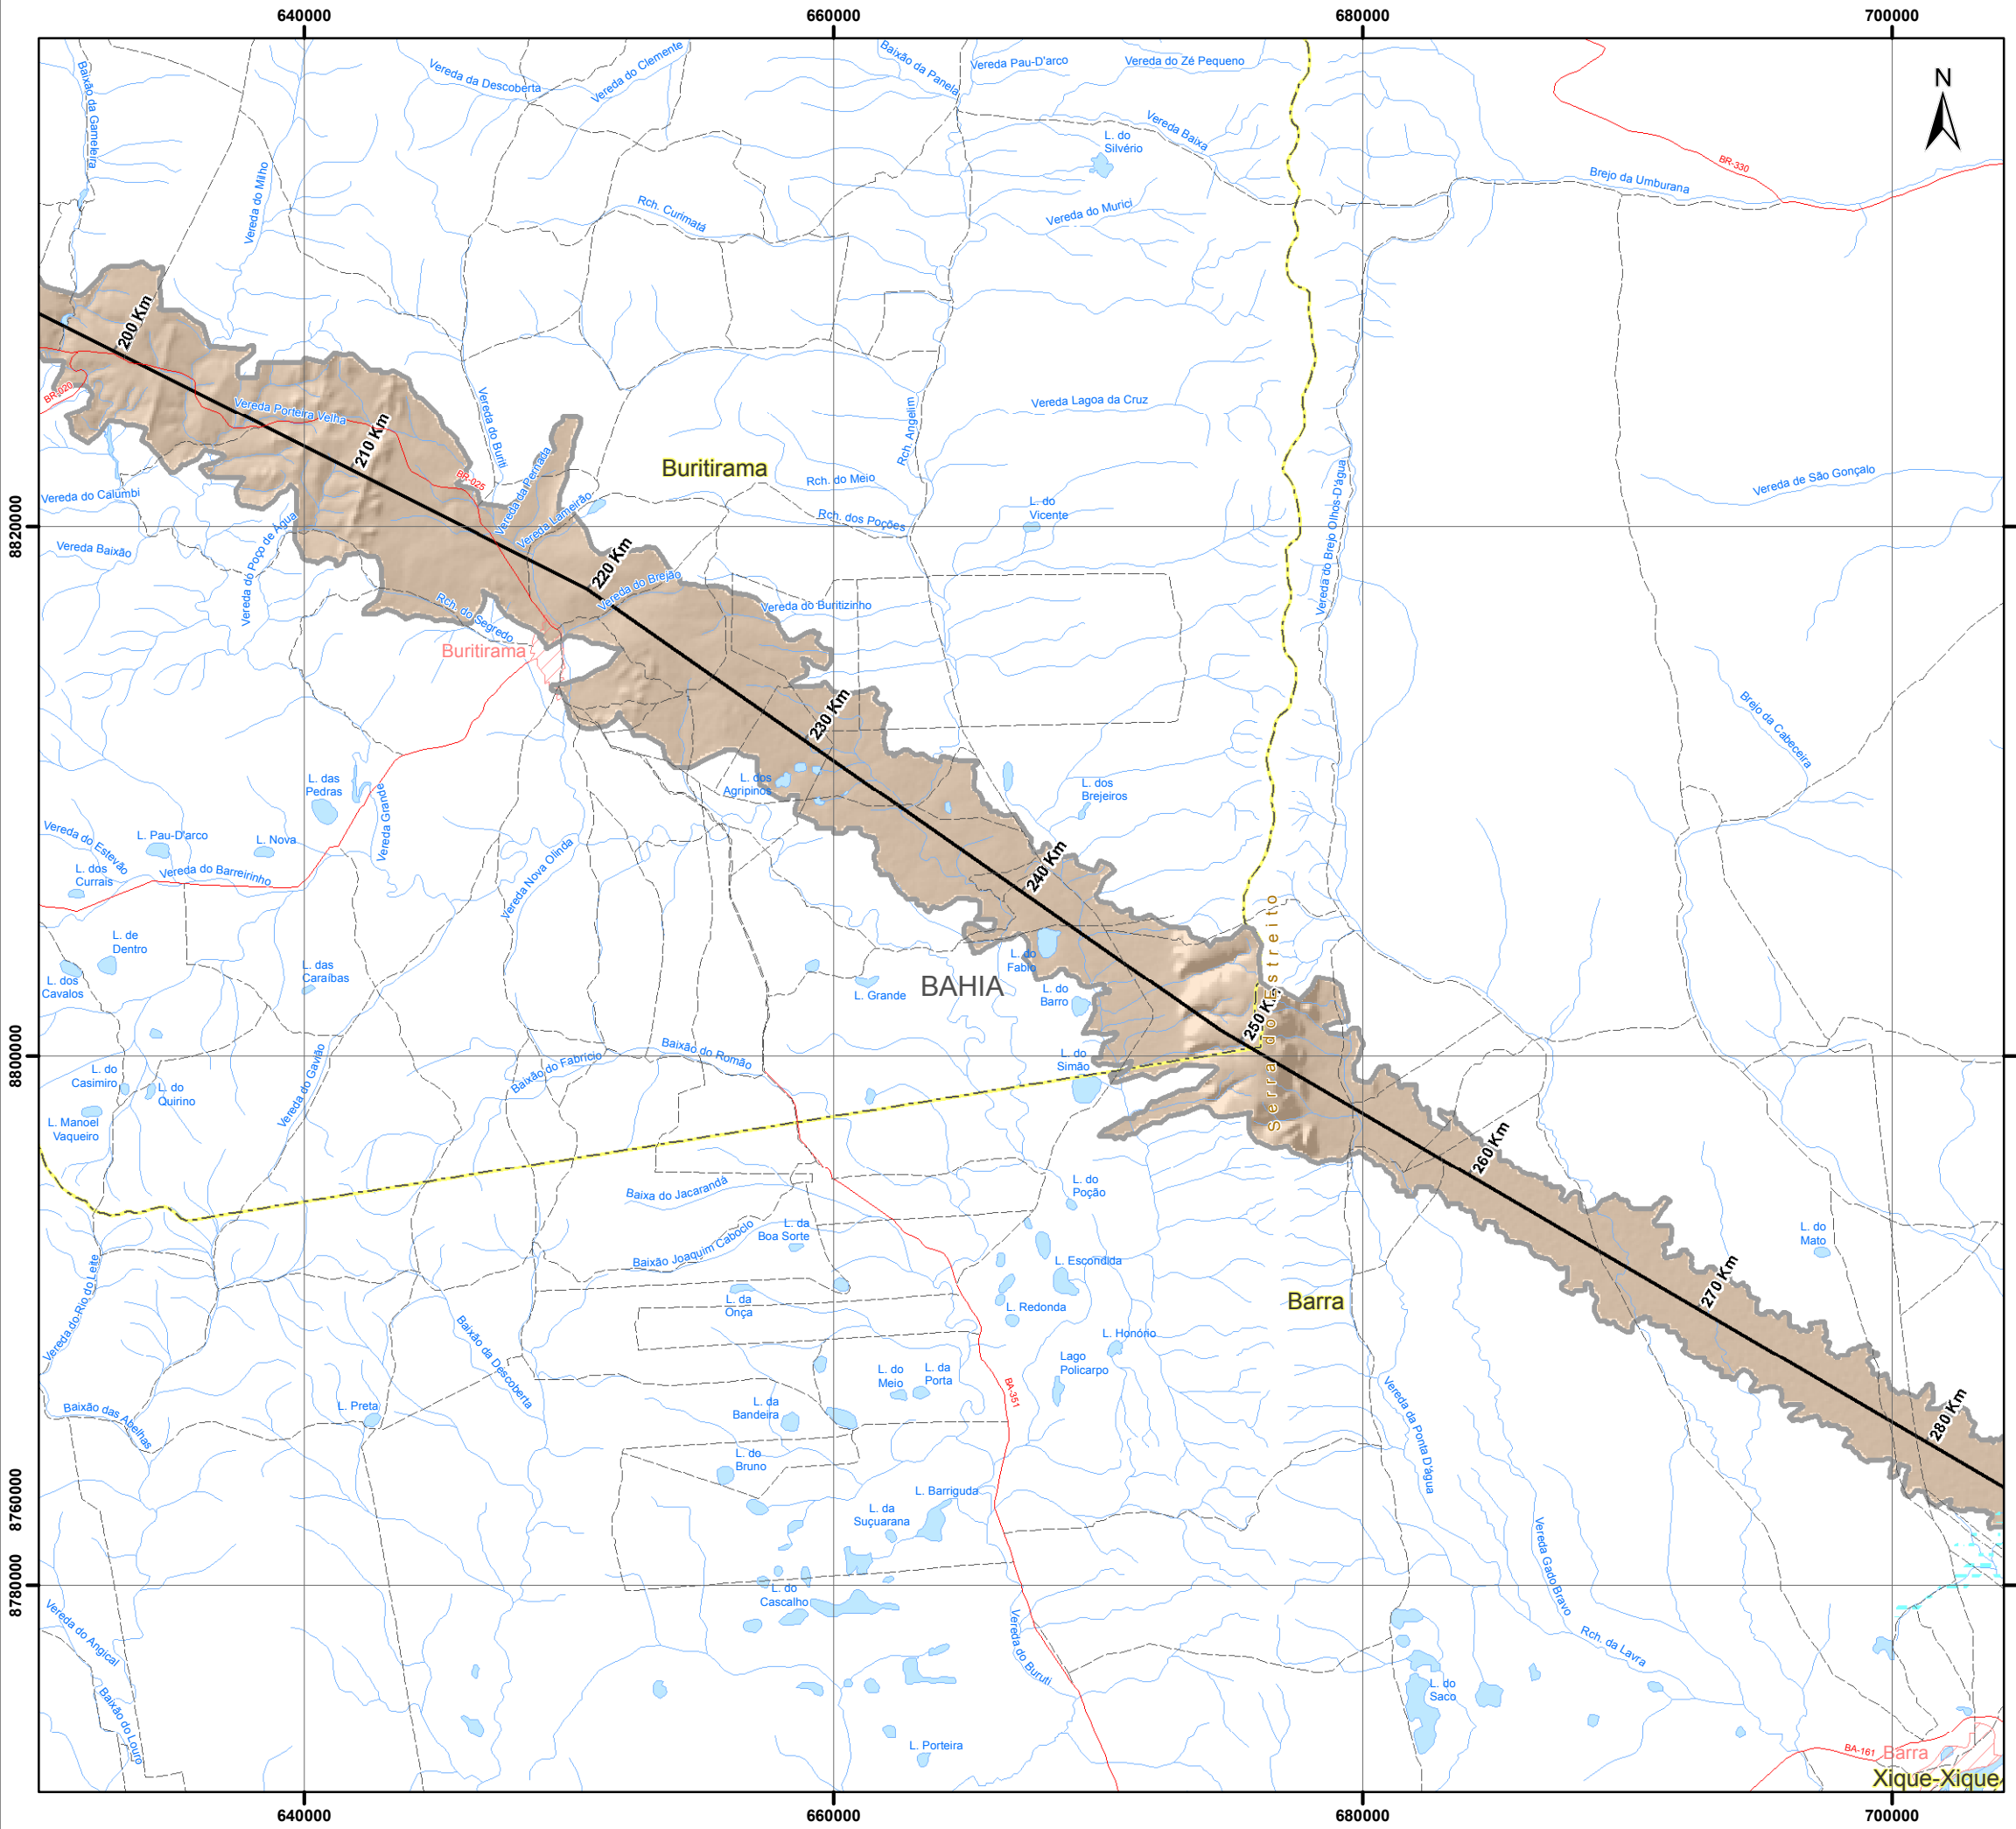 640000
660000
680000
700000
N
Baixão da Gameleira
Vereda da Descoberta
Vereda do Clemente
Baixão da Panela
Vereda Pau-D'arco
Vereda do Zé Pequeno
Vereda Baixa
L. do
Silvério
BR-330
Brejo da Umburana
Vereda do Milho
Rch. Curimatá
Vereda do Murici
200 Km
BR-020
Vereda Porteira Velha
210 Km
Vereda do Buriti
Vereda Lagoa da Cruz
Rch. Angelim
BR-025
Vereda da Pernada
Buritirama
Rch. do Meio
Vereda de São Gonçalo
Vereda do Calumbi
Vereda Lameirão
L. do
Vicente
Rch. dos Poções
8820000
Vereda do Brejo Olhos-D'água
Vereda Baixão
Vereda do Poço de Água
220 Km
Vereda do Brejão
Vereda do Buritizinho
Rch. do Segredo
Buritirama
230 Km
Brejo da Cabeceira
L. das
Pedras
L. dos
Agripinos
L. dos
Brejeiros
Vereda Grande
Vereda do Estevão
L. Pau-D'arco
L. Nova
L. dos
Currais
Vereda do Barreirinho
Vereda Nova Olinda
240 Km
Serra do Estreito
L. de
Dentro
L. das
Caraíbas
L. dos
Cavalos
BAHIA
L. Grande
L. do
Fabio
L. do
Barro
250 K
8800000
L. do
Casimiro
L. do
Quirino
Vereda do Gavião
Baixão do Fabrício
Baixão do Romão
L. do
Simão
L. Manoel
Vaqueiro
260 Km
Baixa do Jacarandá
L. do
Poção
L. da
Boa Sorte
Baixão Joaquim Caboclo
L. do
Mato
L. Escondida
270 Km
Vereda do Rio do Leite
L. da
Onça
L. Redonda
Barra
Baixão da Descoberta
L. Honório
Lago
Policarpo
L. do
Meio
L. da
Porta
BA-351
280 Km
Baixão das Abelhas
L. Preta
L. da
Bandeira
Vereda da Ponta D'água
L. do
Bruno
L. Barriguda
L. da
Suçuarana
8760000
Vereda Gado Bravo
8780000
L. do
Cascalho
Vereda do Angical
Vereda do Buruti
Rch. da Lavra
Baixão do Louro
L. do
Saco
L. Porteira
BA-161
Barra
Xique-Xique
640000
660000
680000
700000